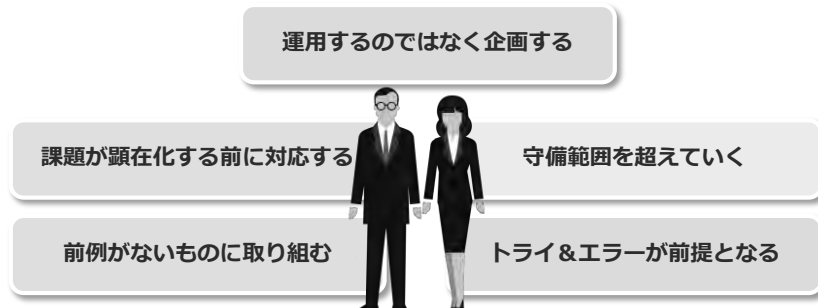 運用するのではなく企画する
課題が顕在化する前に対応する
守備範囲を超えていく
前例がないものに取り組む
トライ＆エラーが前提となる